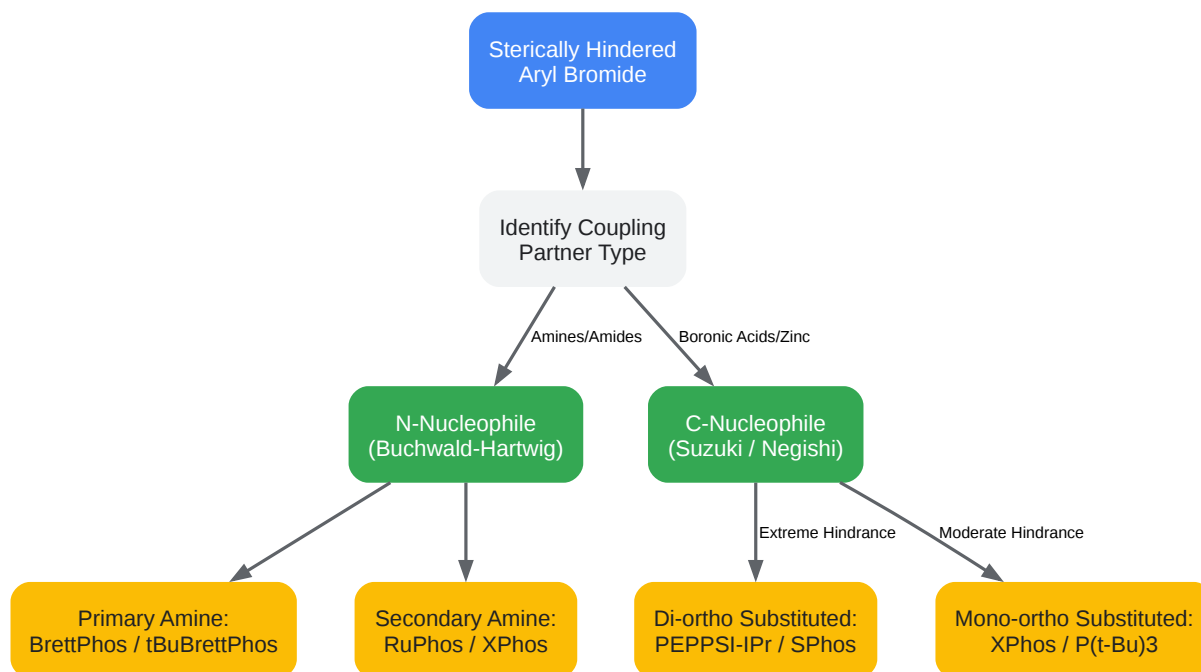 Sterically Hindered
Aryl Bromide
Identify Coupling
Partner Type
Amines/Amides
Boronic Acids/Zinc
N-Nucleophile
(Buchwald-Hartwig)
C-Nucleophile
(Suzuki / Negishi)
Extreme Hindrance
Moderate Hindrance
Primary Amine:
BrettPhos / tBuBrettPhos
Secondary Amine:
RuPhos / XPhos
Di-ortho Substituted:
PEPPSI-IPr / SPhos
Mono-ortho Substituted:
XPhos / P(t-Bu)3